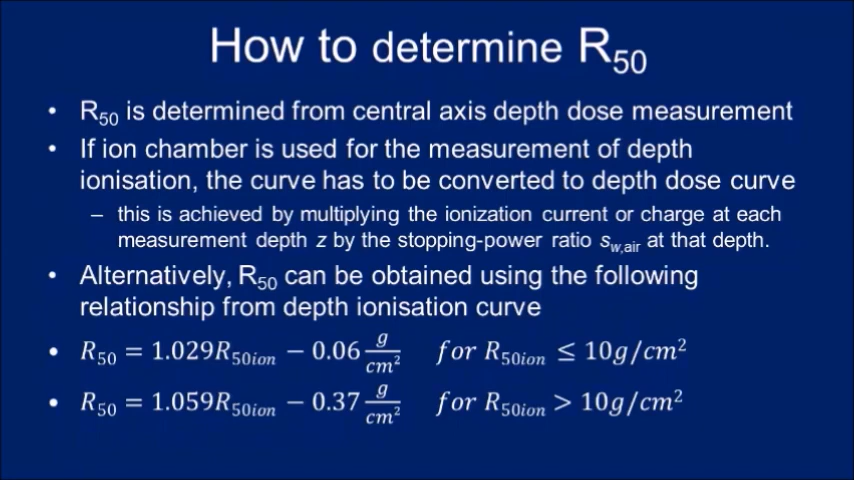 How to determine R50
• R50 is determined from central axis depth dose measurement
• If ion chamber is used for the measurement of depth
ionisation, the curve has to be converted to depth dose curve
– this is achieved by multiplying the ionization current or charge at each
measurement depth z by the stopping-power ratio sw,air at that depth.
• Alternatively, R50 can be obtained using the following
relationship from depth ionisation curve
• R50 = 1.029R50ion − 0.06 g/cm² for R50ion ≤ 10g/cm²
• R50 = 1.059R50ion − 0.37 g/cm² for R50ion > 10g/cm²